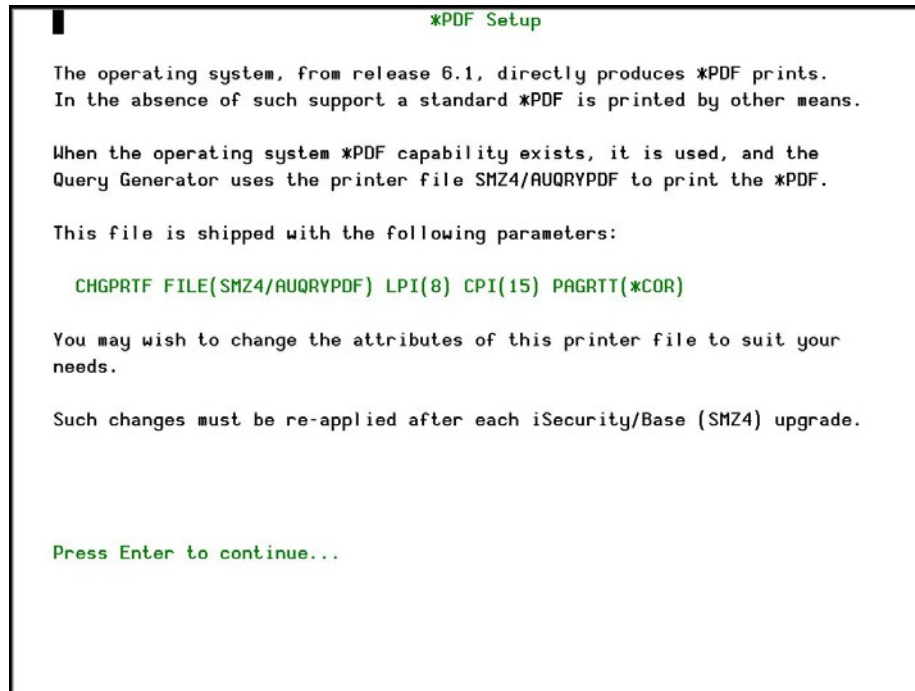 *PDF Setup
The operating system, from release 6.1, directly produces *PDF prints.
In the absence of such support a standard *PDF is printed by other means.
When the operating system *PDF capability exists, it is used, and the
Query Generator uses the printer file SMZ4/AUQRYPDF to print the *PDF.
This file is shipped with the following parameters:
CHGPRTF FILE(SMZ4/AUQRYPDF) LPI(8) CPI(15) PAGRTT(*COR)
You may wish to change the attributes of this printer file to suit your
needs.
Such changes must be re-applied after each iSecurity/Base (SMZ4) upgrade.
Press Enter to continue...